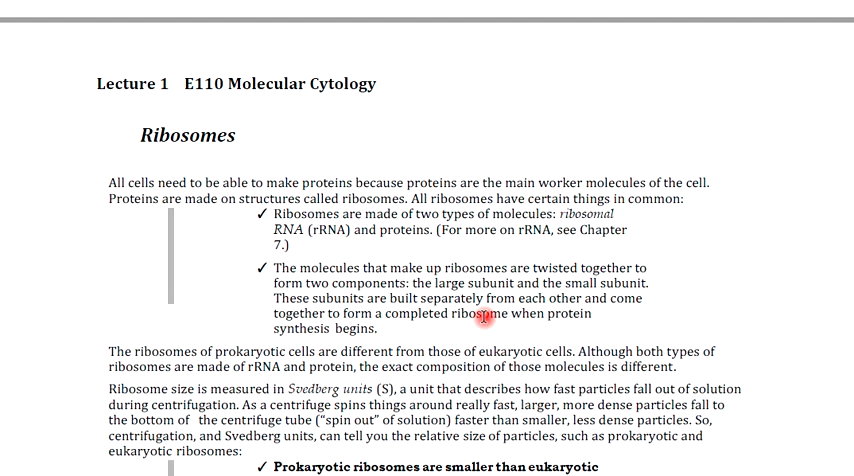 Lecture 1 E110 Molecular Cytology
Ribosomes
All cells need to be able to make proteins because proteins are the main worker molecules of the cell.
Proteins are made on structures called ribosomes. All ribosomes have certain things in common:
✓ Ribosomes are made of two types of molecules: ribosomal
RNA (rRNA) and proteins. (For more on rRNA, see Chapter
7.)
✓ The molecules that make up ribosomes are twisted together to
form two components: the large subunit and the small subunit.
These subunits are built separately from each other and come
together to form a completed ribosome when protein
synthesis begins.
The ribosomes of prokaryotic cells are different from those of eukaryotic cells. Although both types of
ribosomes are made of rRNA and protein, the exact composition of those molecules is different.
Ribosome size is measured in Svedberg units (S), a unit that describes how fast particles fall out of solution
during centrifugation. As a centrifuge spins things around really fast, larger, more dense particles fall to
the bottom of the centrifuge tube (“spin out” of solution) faster than smaller, less dense particles. So,
centrifugation, and Svedberg units, can tell you the relative size of particles, such as prokaryotic and
eukaryotic ribosomes:
✓ Prokaryotic ribosomes are smaller than eukaryotic